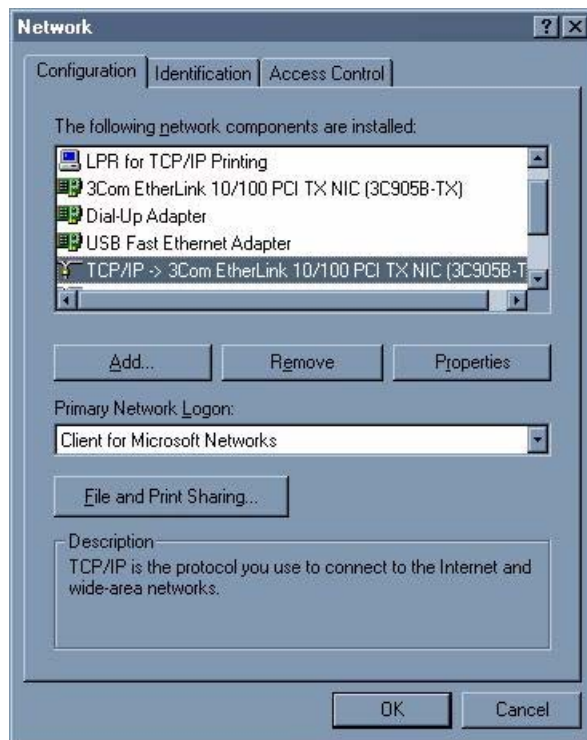 Network
Configuration Identification Access Control
The following network components are installed:
LPR for TCP/IP Printing
3Com EtherLink 10/100 PCI TX NIC (3C905B-TX)
Dial-Up Adapter
USB Fast Ethernet Adapter
TCP/IP -> 3Com EtherLink 10/100 PCI TX NIC (3C905B-T
Add... Remove Properties
Primary Network Logon:
Client for Microsoft Networks
File and Print Sharing...
Description
TCP/IP is the protocol you use to connect to the Internet and
wide-area networks.
OK Cancel